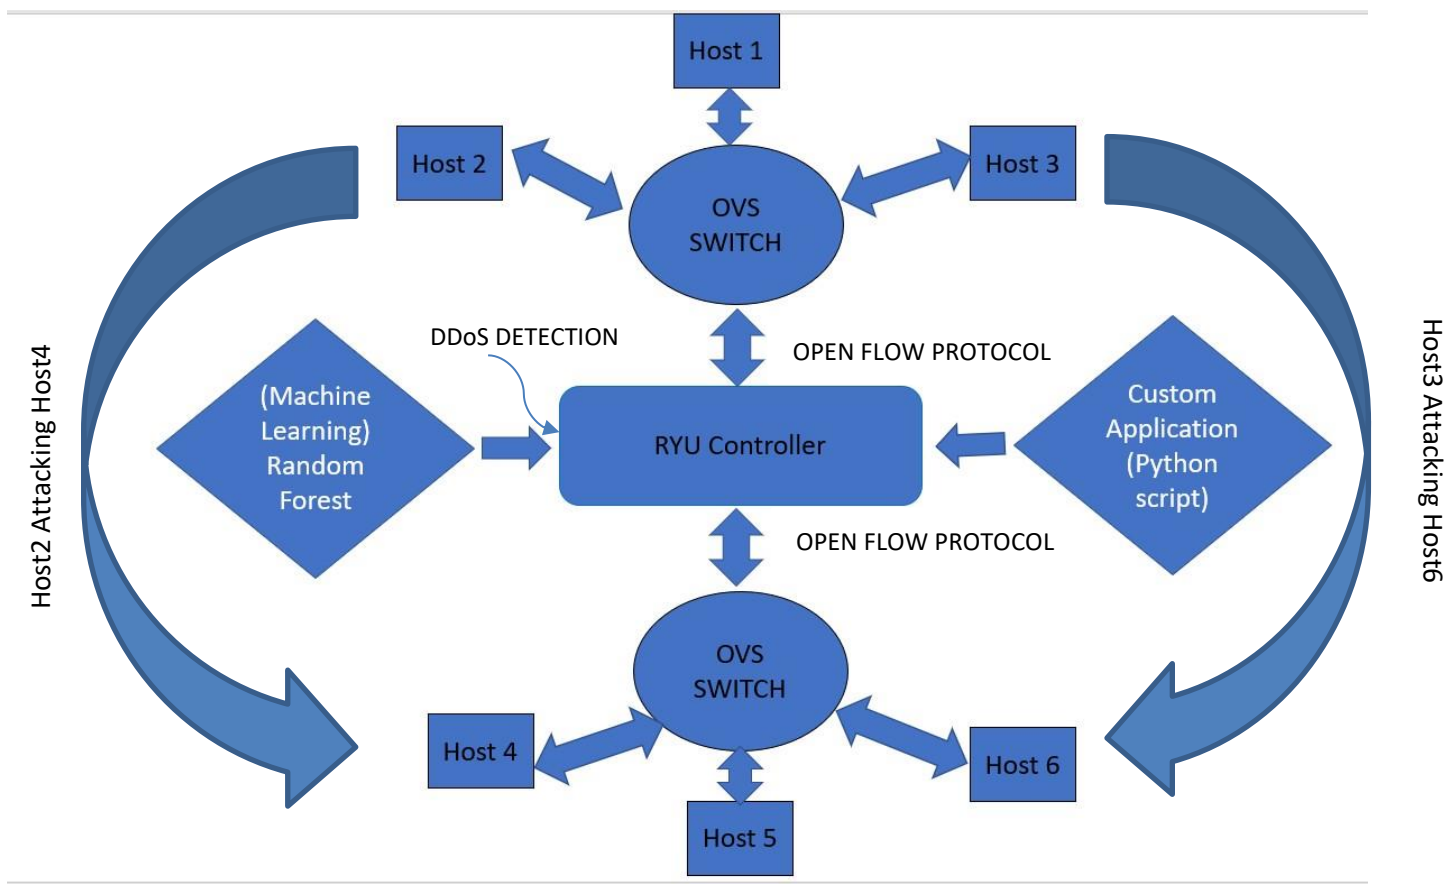 Host 1
Host 2
Host 3
OVS
SWITCH
DDoS DETECTION
OPEN FLOW PROTOCOL
Host2 Attacking Host4
(Machine
Learning)
Random
Forest
RYU Controller
Custom
Application
(Python
script)
Host3 Attacking Host6
OPEN FLOW PROTOCOL
OVS
SWITCH
Host 4
Host 6
Host 5